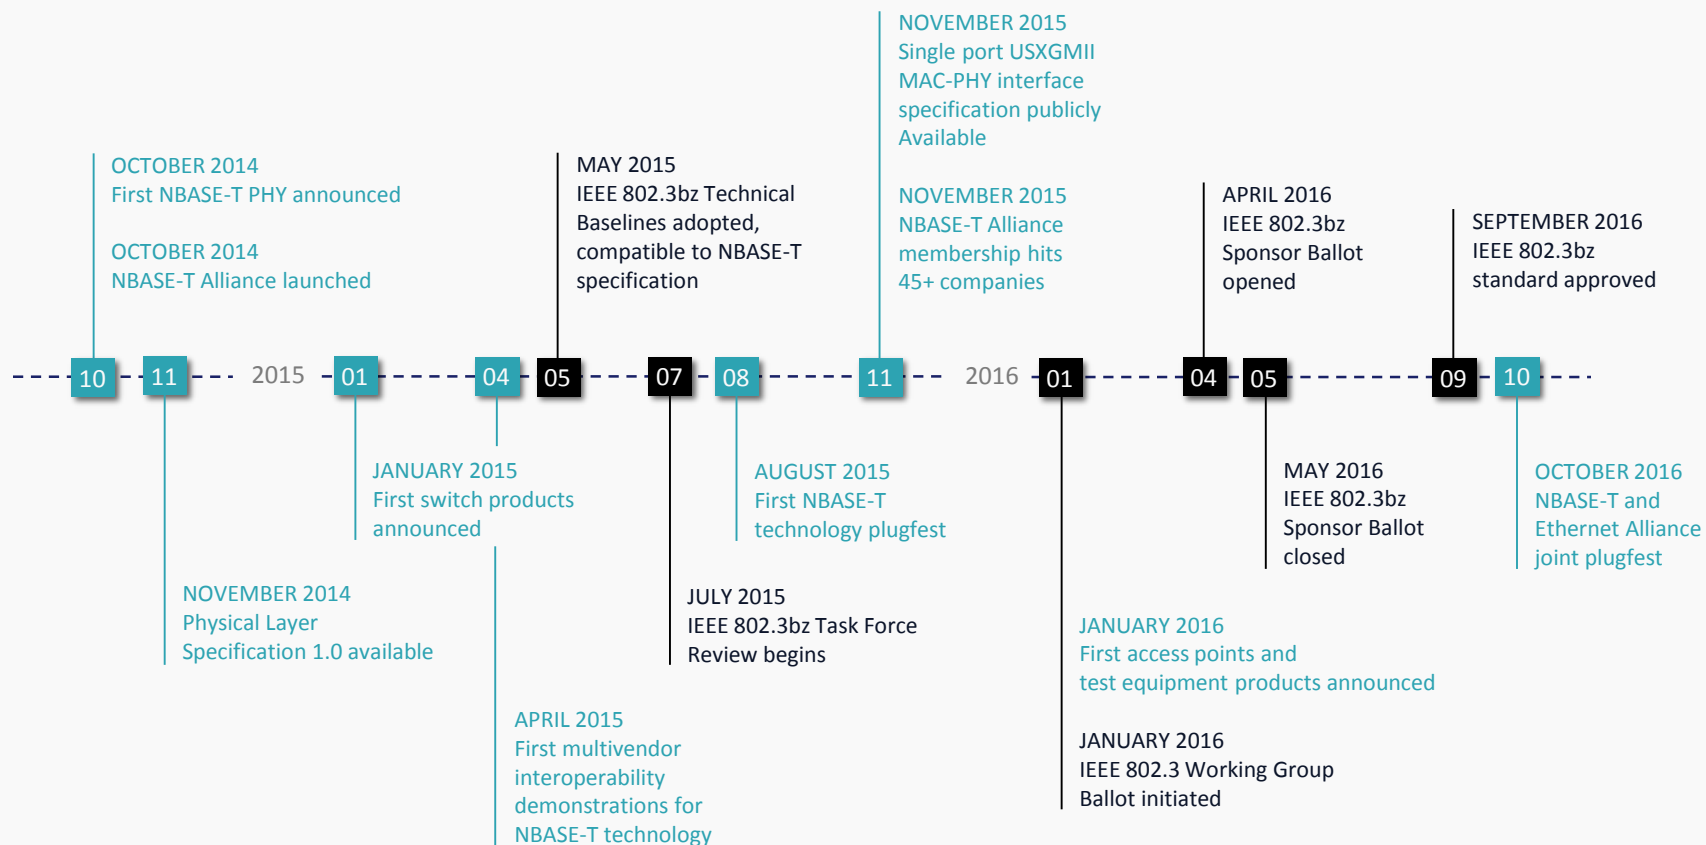 NOVEMBER 2015
Single port USXGMII
MAC-PHY interface
specification publicly
Available
NOVEMBER 2015
NBASE-T Alliance
membership hits
45+ companies
OCTOBER 2014
First NBASE-T PHY announced
OCTOBER 2014
NBASE-T Alliance launched
MAY 2015
IEEE 802.3bz Technical
Baselines adopted,
compatible to NBASE-T
specification
APRIL 2016
IEEE 802.3bz
Sponsor Ballot
opened
SEPTEMBER 2016
IEEE 802.3bz
standard approved
10 11 2015 01 04 05 07 08 11 2016 01 04 05 09 10
JANUARY 2015
First switch products
announced
AUGUST 2015
First NBASE-T
technology plugfest
MAY 2016
IEEE 802.3bz
Sponsor Ballot
closed
OCTOBER 2016
NBASE-T and
Ethernet Alliance
joint plugfest
NOVEMBER 2014
Physical Layer
Specification 1.0 available
JULY 2015
IEEE 802.3bz Task Force
Review begins
JANUARY 2016
First access points and
test equipment products announced
JANUARY 2016
IEEE 802.3 Working Group
Ballot initiated
APRIL 2015
First multivendor
interoperability
demonstrations for
NBASE-T technology